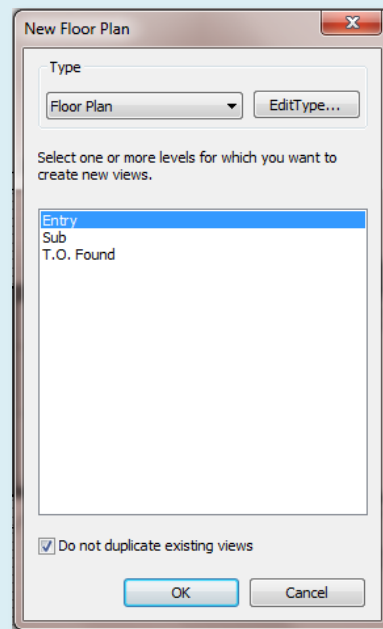 New Floor Plan
Type
Floor Plan
EditType...
Select one or more levels for which you want to
create new views.
Entry
Sub
T.O. Found
Do not duplicate existing views
OK
Cancel